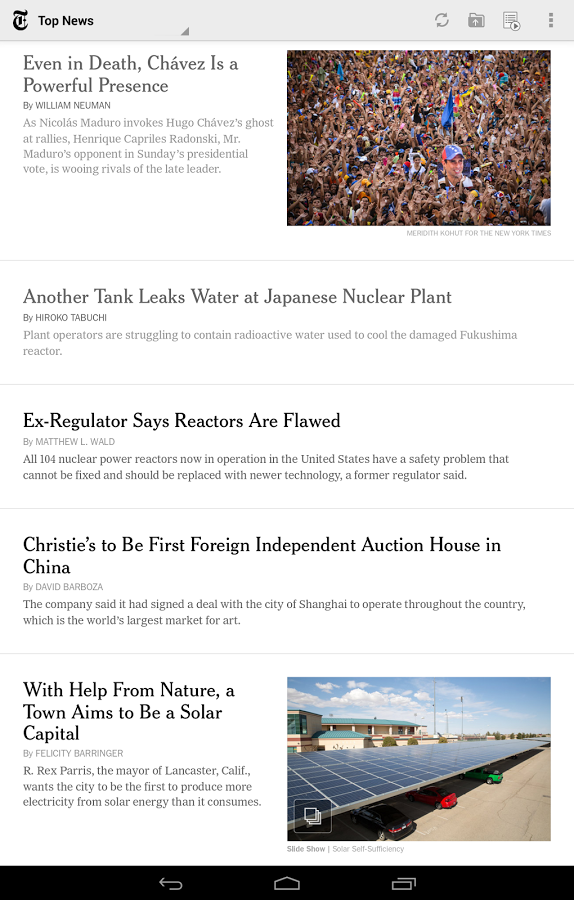 Top News
Even in Death, Chávez Is a
Powerful Presence
By WILLIAM NEUMAN
As Nicolás Maduro invokes Hugo Chávez's ghost
at rallies, Henrique Capriles Radonski, Mr.
Maduro's opponent in Sunday's presidential
vote, is wooing rivals of the late leader.
MERIDITH KOHUT FOR THE NEW YORK TIMES
Another Tank Leaks Water at Japanese Nuclear Plant
By HIROKO TABUCHI
Plant operators are struggling to contain radioactive water used to cool the damaged Fukushima
reactor.
Ex-Regulator Says Reactors Are Flawed
By MATTHEW L. WALD
All 104 nuclear power reactors now in operation in the United States have a safety problem that
cannot be fixed and should be replaced with newer technology, a former regulator said.
Christie's to Be First Foreign Independent Auction House in
China
By DAVID BARBOZA
The company said it had signed a deal with the city of Shanghai to operate throughout the country,
which is the world's largest market for art.
With Help From Nature, a
Town Aims to Be a Solar
Capital
By FELICITY BARRINGER
R. Rex Parris, the mayor of Lancaster, Calif.,
wants the city to be the first to produce more
electricity from solar energy than it consumes.
Slide Show | Solar Self-Sufficiency